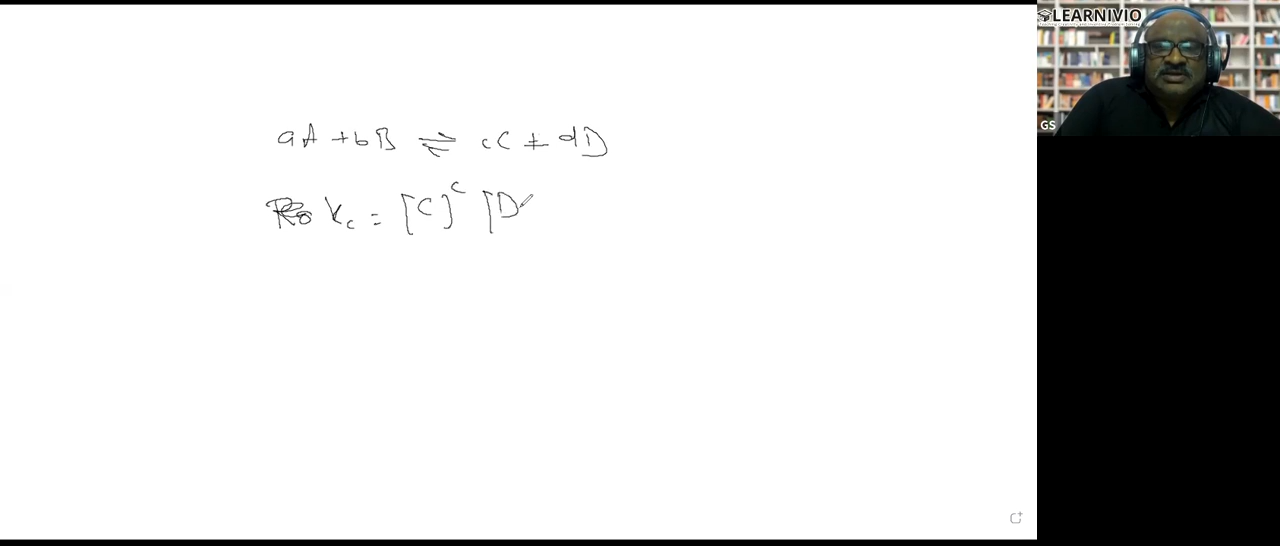 aA + bB ⇌ cC + dD
Kc = [C]^c [D
LEARNIVIO
GS